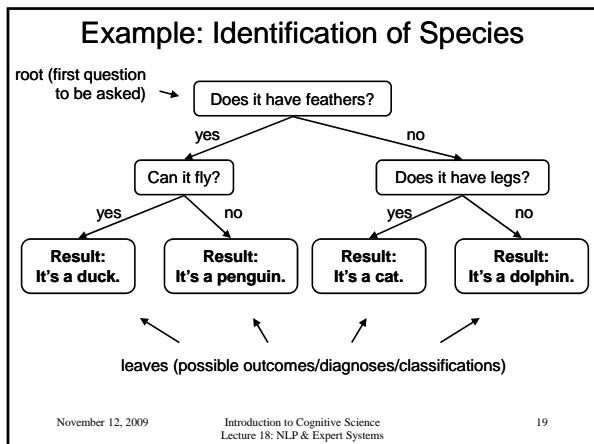 Example: Identification of Species
root (first question
to be asked)
Does it have feathers?
yes
no
Can it fly?
Does it have legs?
yes
no
yes
no
Result:
It's a duck.
Result:
It's a penguin.
Result:
It's a cat.
Result:
It's a dolphin.
leaves (possible outcomes/diagnoses/classifications)
November 12, 2009
Introduction to Cognitive Science
Lecture 18: NLP & Expert Systems
19